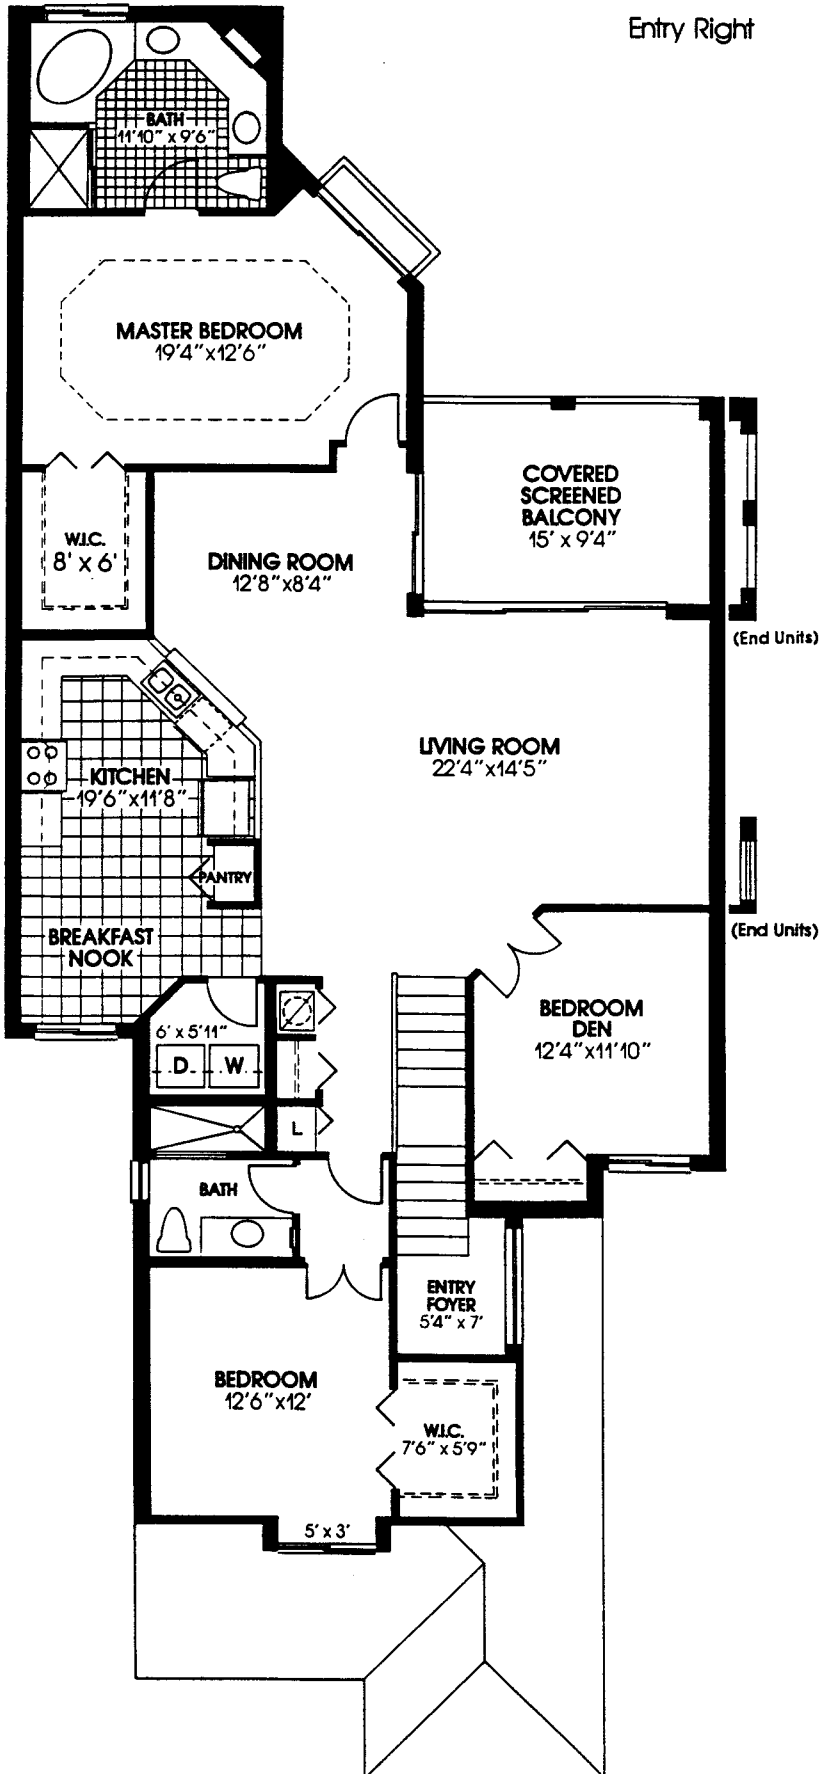 Entry Right
BATH
11'10" x 9'6"
MASTER BEDROOM
19'4"x12'6"
COVERED
SCREENED
BALCONY
15' x 9'4"
W.I.C.
8' x 6'
DINING ROOM
12'8"x8'4"
(End Units)
LIVING ROOM
22'4"x14'5"
KITCHEN
19'6"x11'8"
PANTRY
BREAKFAST
NOOK
(End Units)
BEDROOM
DEN
12'4"x11'10"
6' x 5'11"
D
W
L
BATH
ENTRY
FOYER
5'4" x 7'
BEDROOM
12'6"x12'
W.I.C.
7'6" x 5'9"
5' x 3'